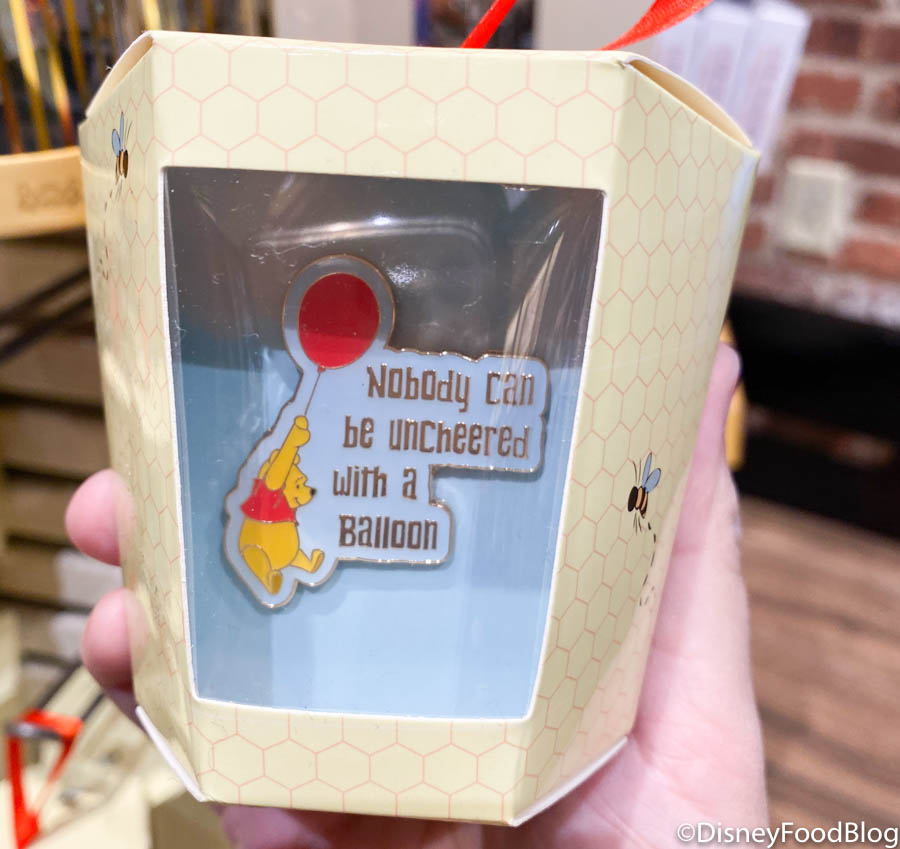 Nobody can
be uncheered
with a
Balloon
©DisneyFoodBlog